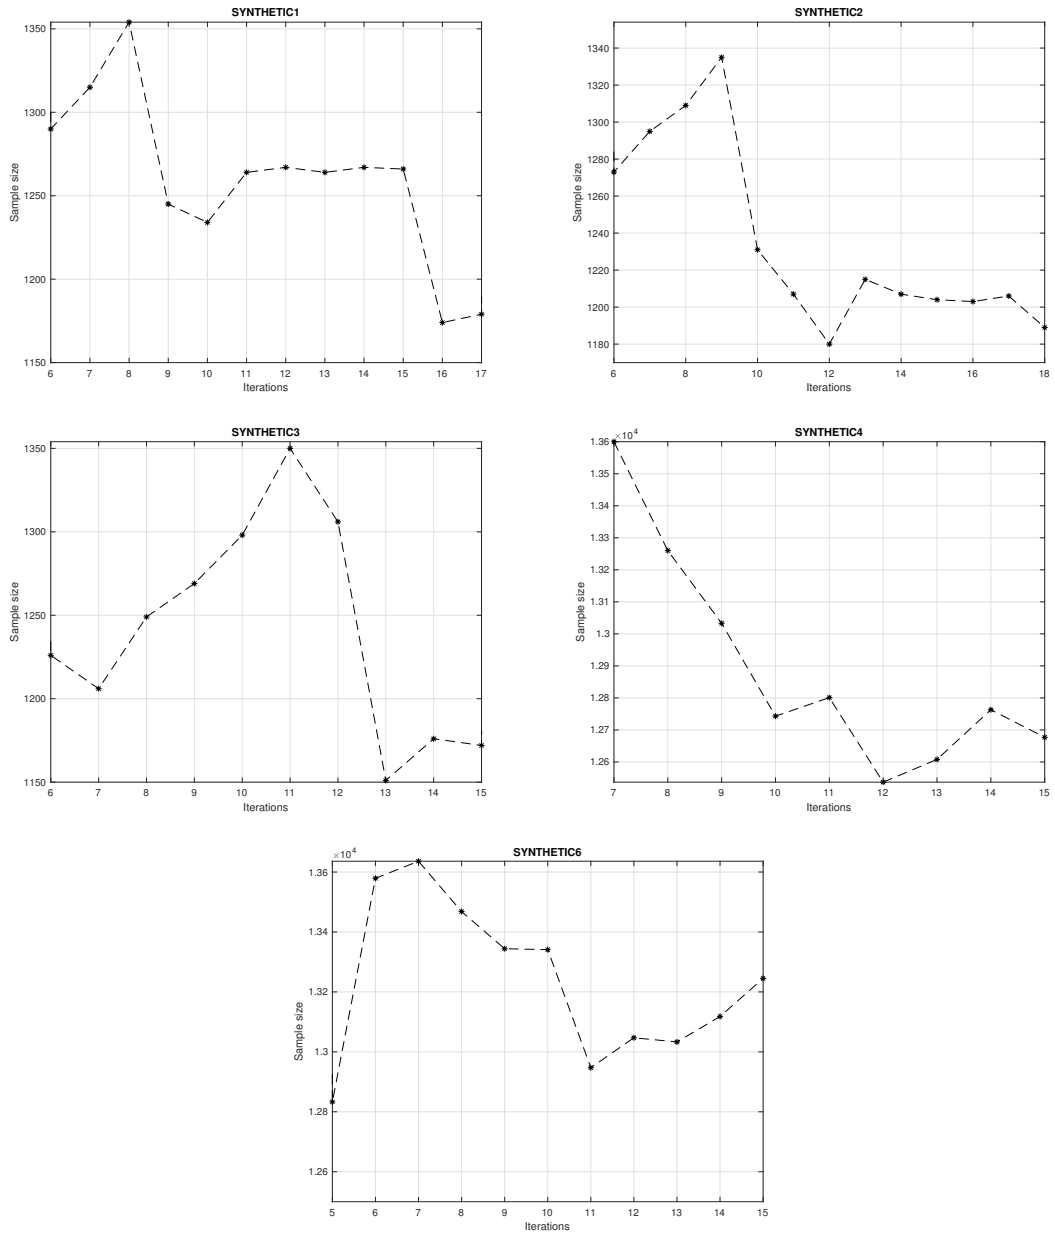 SYNTHETIC1
1350
1300
1250
1200
1150
Sample size
6 7 8 9 10 11 12 13 14 15 16 17
Iterations
SYNTHETIC2
1340
1320
1300
1280
1260
1240
1220
1200
1180
Sample size
6 8 10 12 14 16 18
Iterations
SYNTHETIC3
1350
1300
1250
1200
1150
Sample size
6 7 8 9 10 11 12 13 14 15
Iterations
SYNTHETIC4
×10⁴
1.36
1.35
1.34
1.33
1.32
1.31
1.3
1.29
1.28
1.27
1.26
Sample size
7 8 9 10 11 12 13 14 15
Iterations
SYNTHETIC6
×10⁴
1.36
1.34
1.32
1.3
1.28
1.26
Sample size
5 6 7 8 9 10 11 12 13 14 15
Iterations